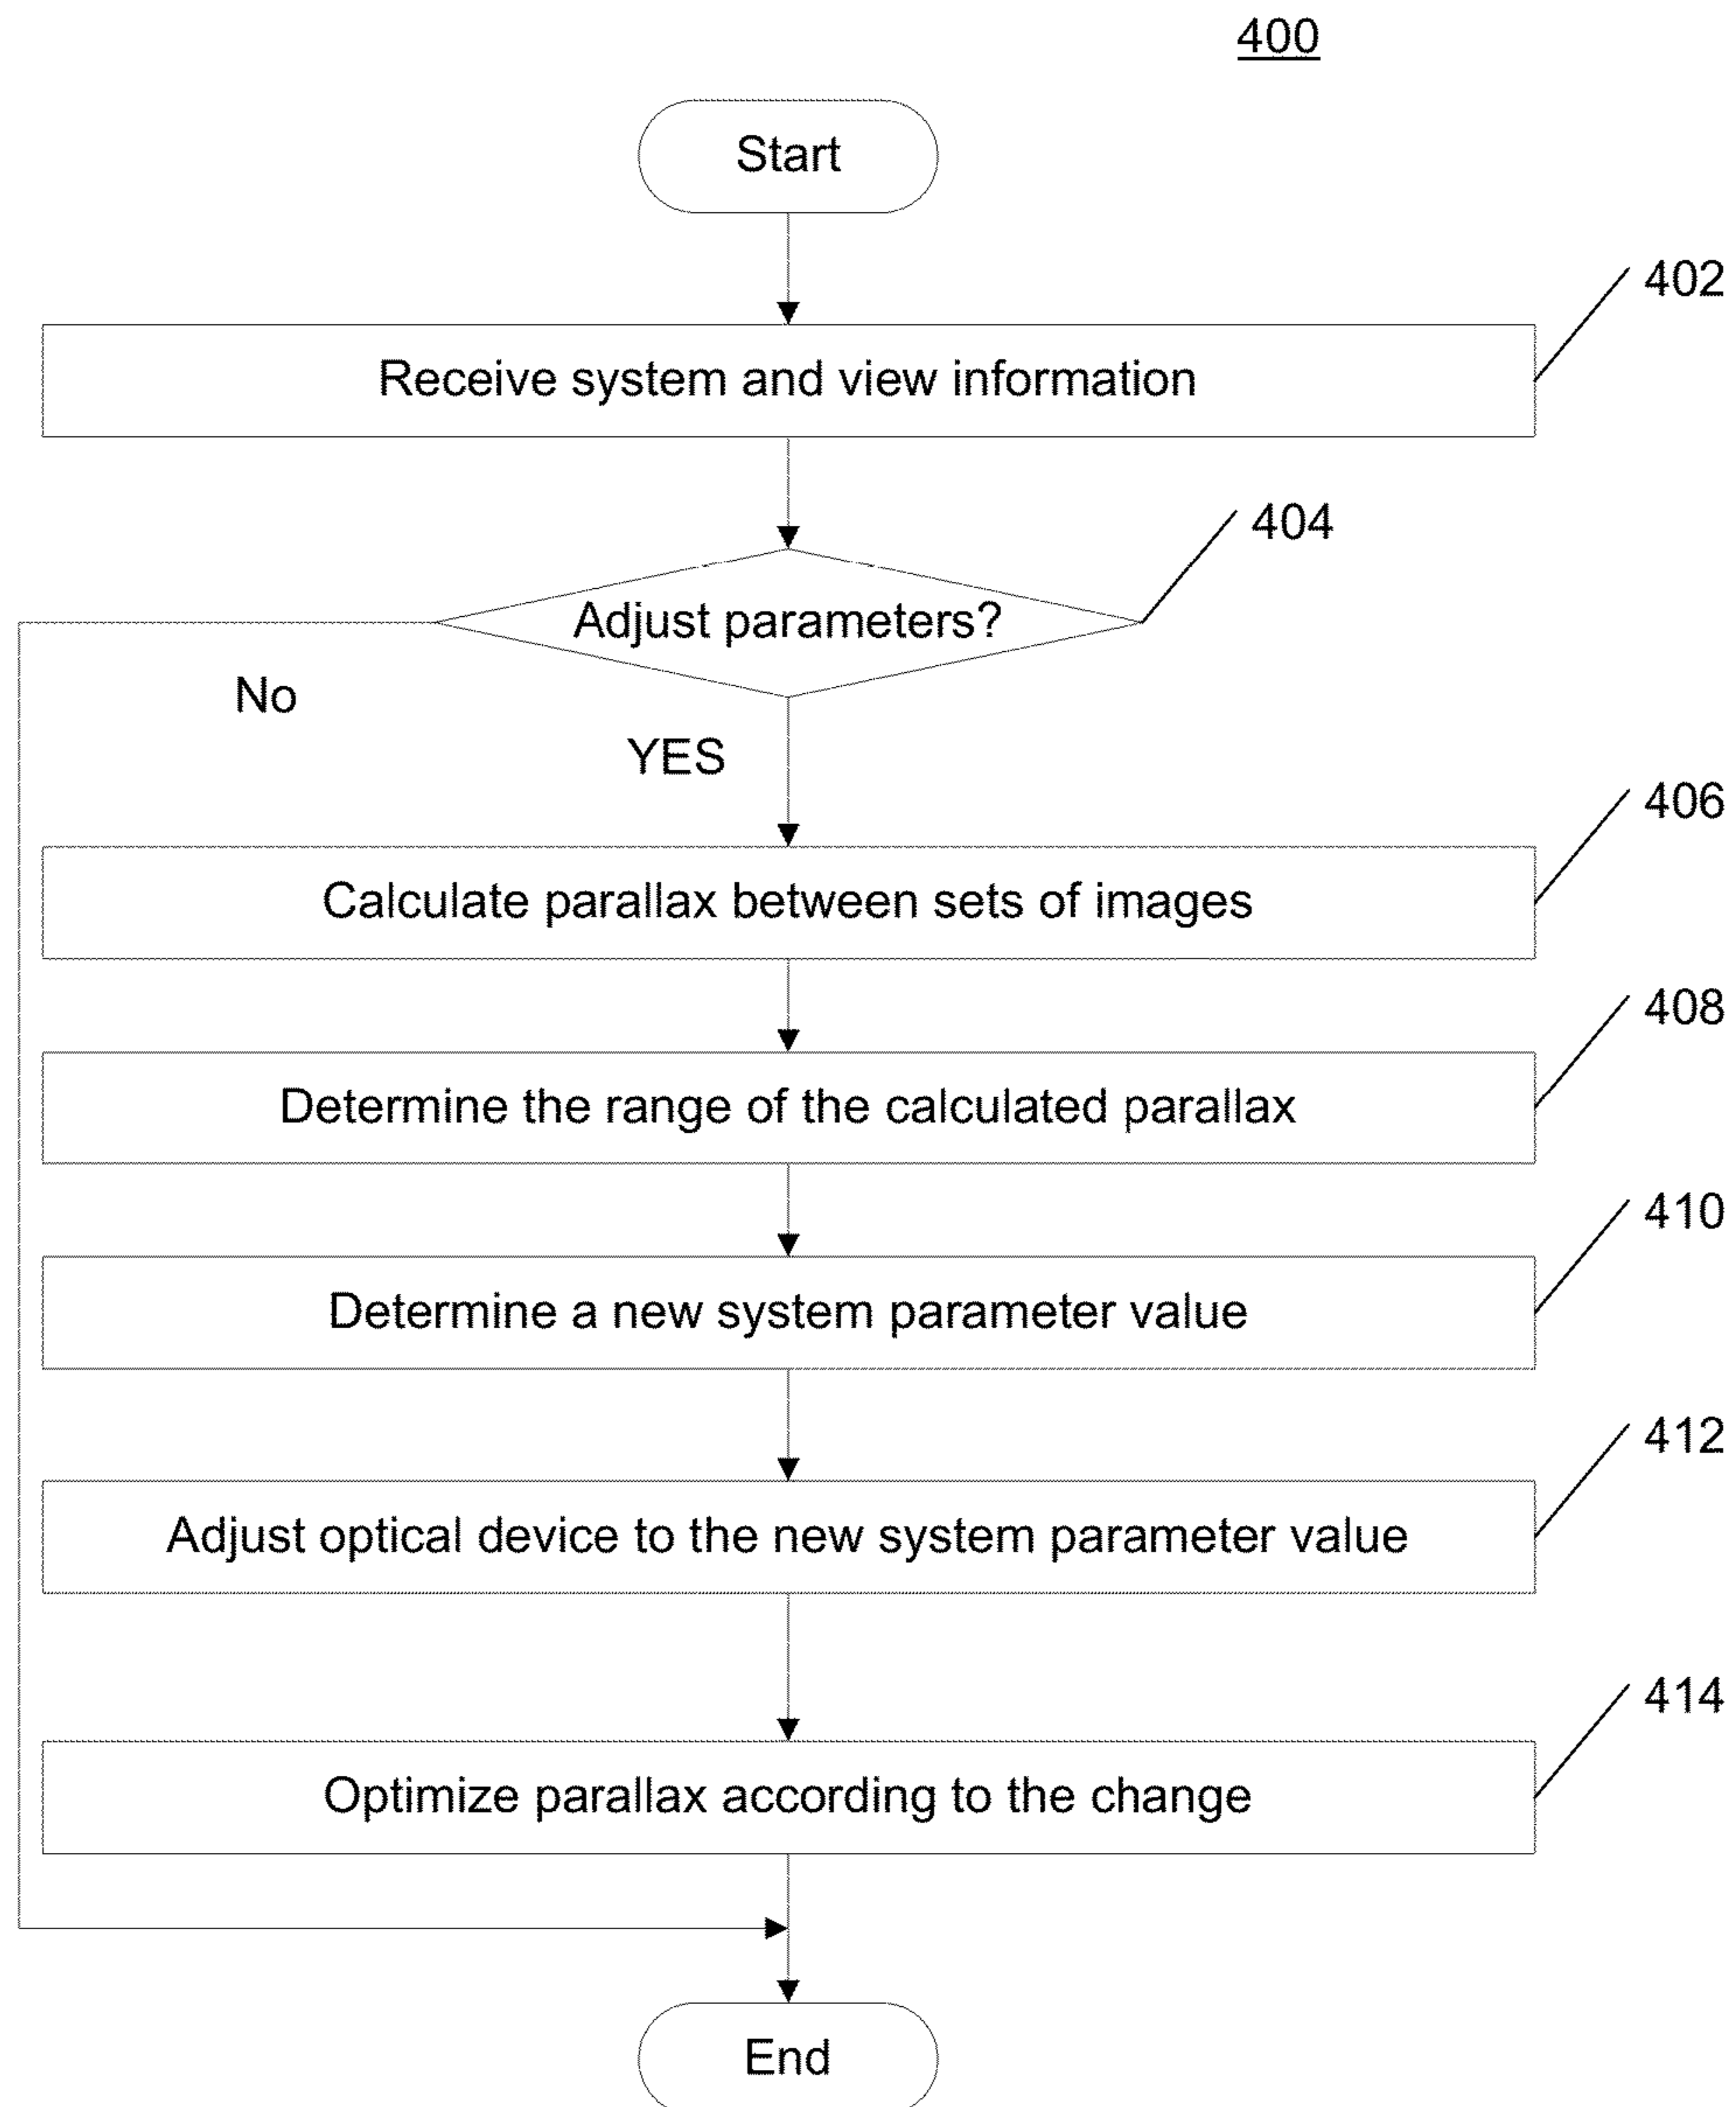 400
Start
402
Receive system and view information
404
Adjust parameters?
No
YES
406
Calculate parallax between sets of images
408
Determine the range of the calculated parallax
410
Determine a new system parameter value
412
Adjust optical device to the new system parameter value
414
Optimize parallax according to the change
End